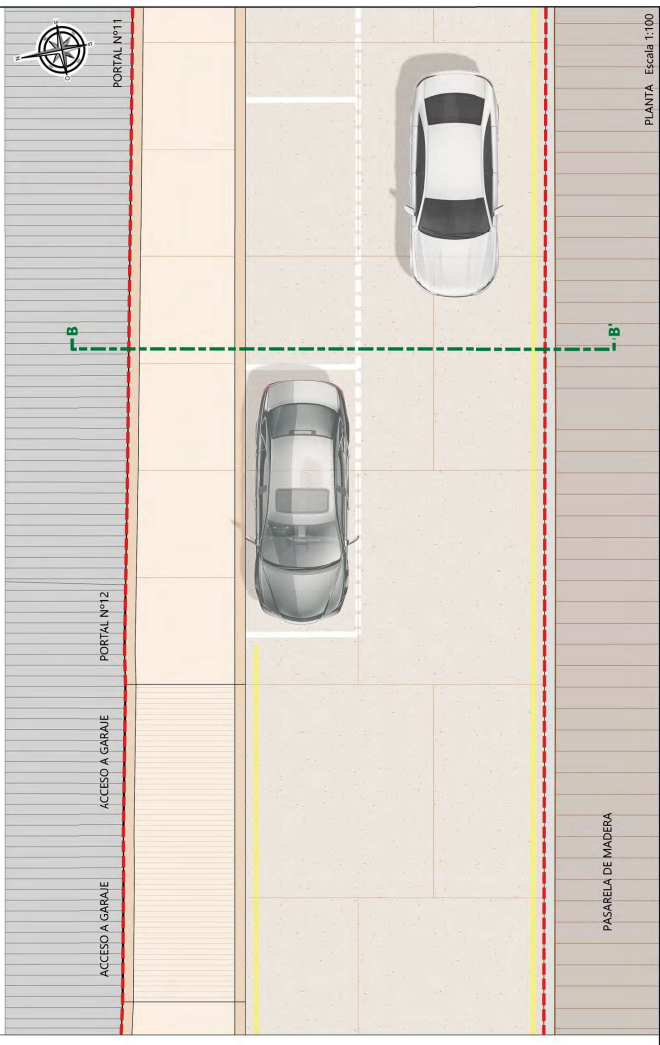 N
E
S
O
ACCESO A GARAJE
ACCESO A GARAJE
PORTAL Nº12
PORTAL Nº11
B
B'
PASARELA DE MADERA
PLANTA Escala 1:100